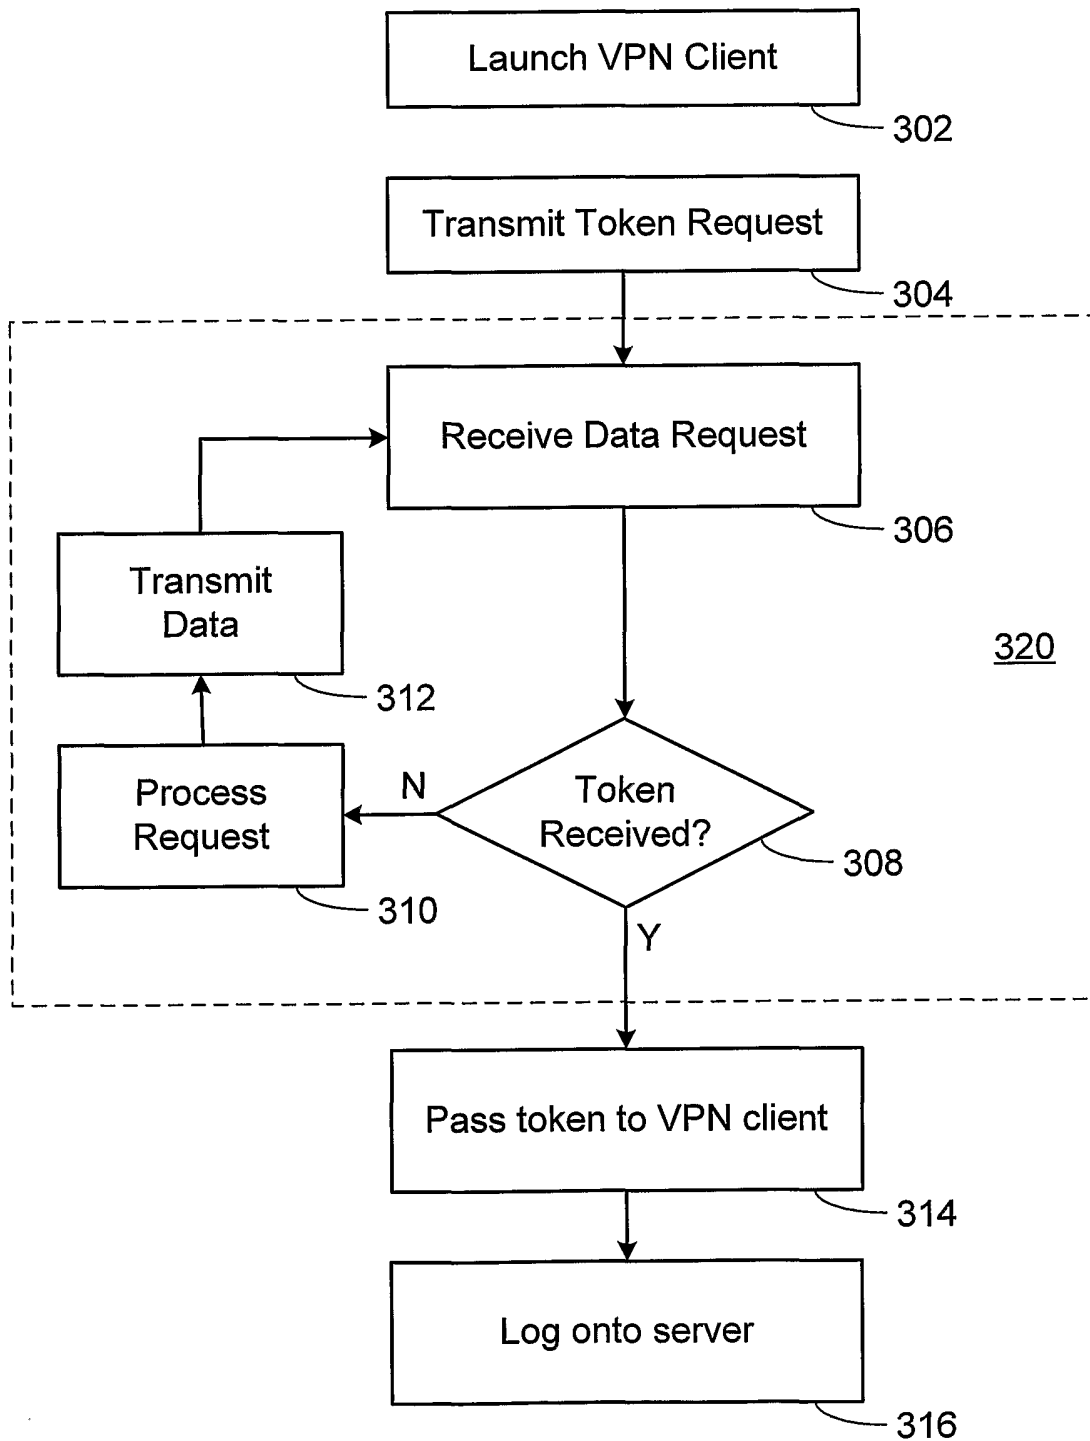 Launch VPN Client
302
Transmit Token Request
304
Receive Data Request
306
Transmit
Data
312
320
Process
Request
310
N
Token
Received?
308
Y
Pass token to VPN client
314
Log onto server
316